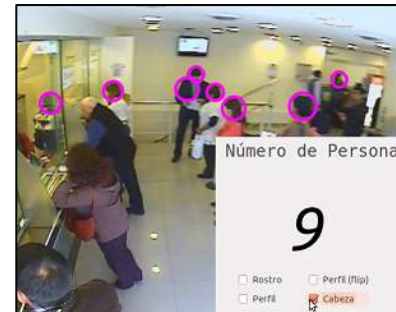 Número de Persona
9
Rostro
Perfil (flip)
Perfil
Cabeza